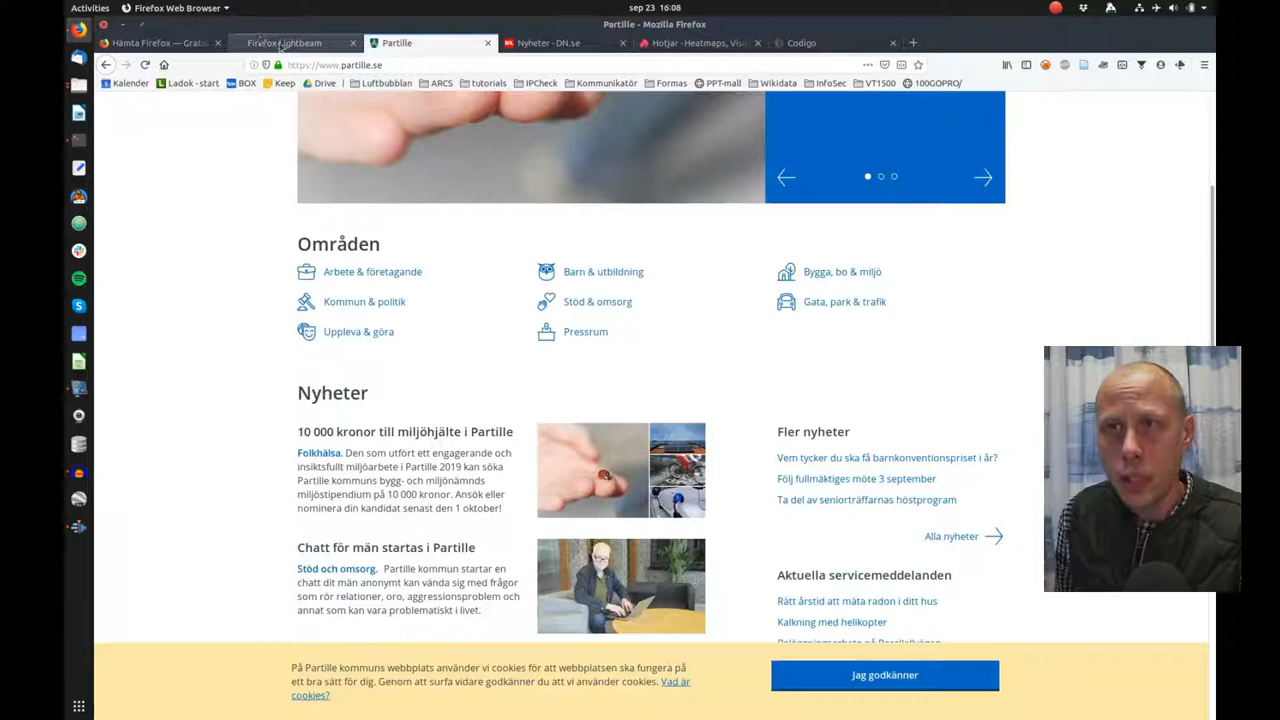 Activities Firefox Web Browser sep 23 16:08
Partille - Mozilla Firefox
Hämta Firefox — Gratis Firefox Lightbeam Partille Nyheter - DN.se Hotjar - Heatmaps, Visi Codigo
https://www.partille.se
Kalender Ladok - start BOX Keep Drive Luftbubblan ARCS tutorials IPCheck Kommunikatör Formas PPT-mall Widakas InfoSec VT1500 100GOPRO/
Områden
Arbete & företagande Barn & utbildning Bygga, bo & miljö
Kommun & politik Stöd & omsorg Gata, park & trafik
Uppleva & göra Pressrum
Nyheter
10 000 kronor till miljöhjälte i Partille
Folkhälsa. Den som utfört ett engagerande och
insiktsfullt miljöarbete i Partille 2019 kan söka
Partille kommuns bygg- och miljönämnds
miljöstipendium på 10 000 kronor. Ansök eller
nominera din kandidat senast den 1 oktober!
Chatt för män startas i Partille
Stöd och omsorg. Partille kommun startar en
chatt dit män anonymt kan vända sig med frågor
som rör relationer, oro, aggressionsproblem och
annat som kan vara problematiskt i livet.
Fler nyheter
Vem tycker du ska få barnkonventionspriset i år?
Följ fullmäktiges möte 3 september
Ta del av seniorträffarnas höstprogram
Alla nyheter
Aktuella servicemeddelanden
Rätt årstid att mäta radon i ditt hus
Kalkning med helikopter
På Partille kommuns webbplats använder vi cookies för att webbplatsen ska fungera på
ett bra sätt för dig. Genom att surfa vidare godkänner du att vi använder cookies. Vad är
cookies?
Jag godkänner